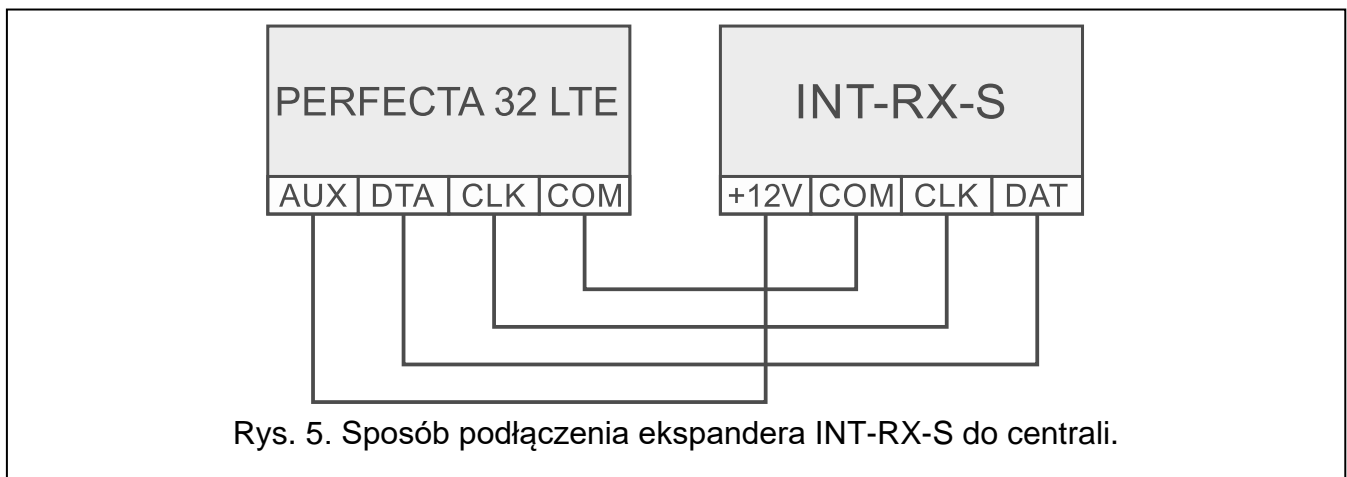 PERFECTA 32 LTE
INT-RX-S
AUX DTA CLK COM
+12V COM CLK DAT
Rys. 5. Sposób podłączenia ekspandera INT-RX-S do centrali.